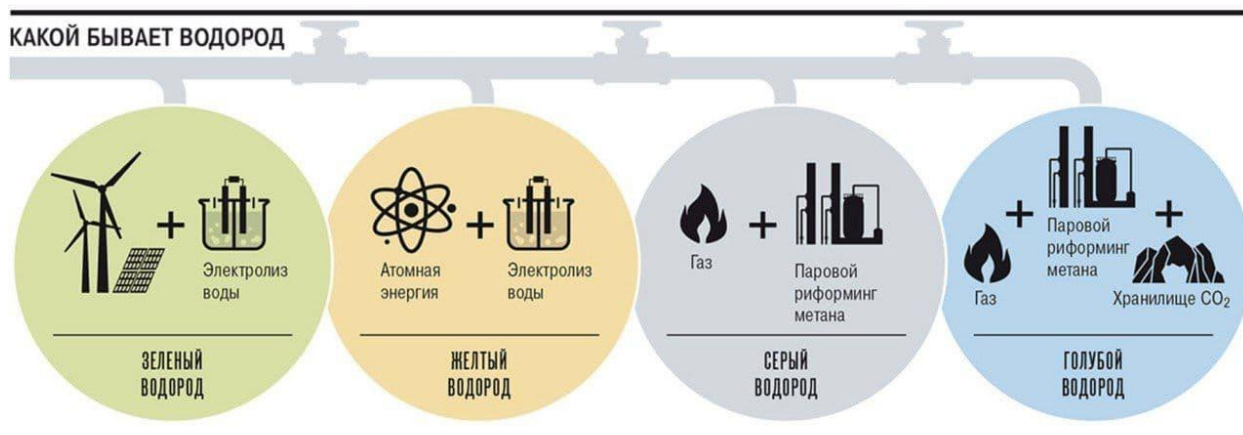 КАКОЙ БЫВАЕТ ВОДОРОД
Электролиз
воды
ЗЕЛЕНЫЙ
ВОДОРОД
Атомная
энергия
Электролиз
воды
ЖЕЛТЫЙ
ВОДОРОД
Газ
Паровой
риформинг
метана
СЕРЫЙ
ВОДОРОД
Газ
Паровой
риформинг
метана
Хранилище CO₂
ГОЛУБОЙ
ВОДОРОД